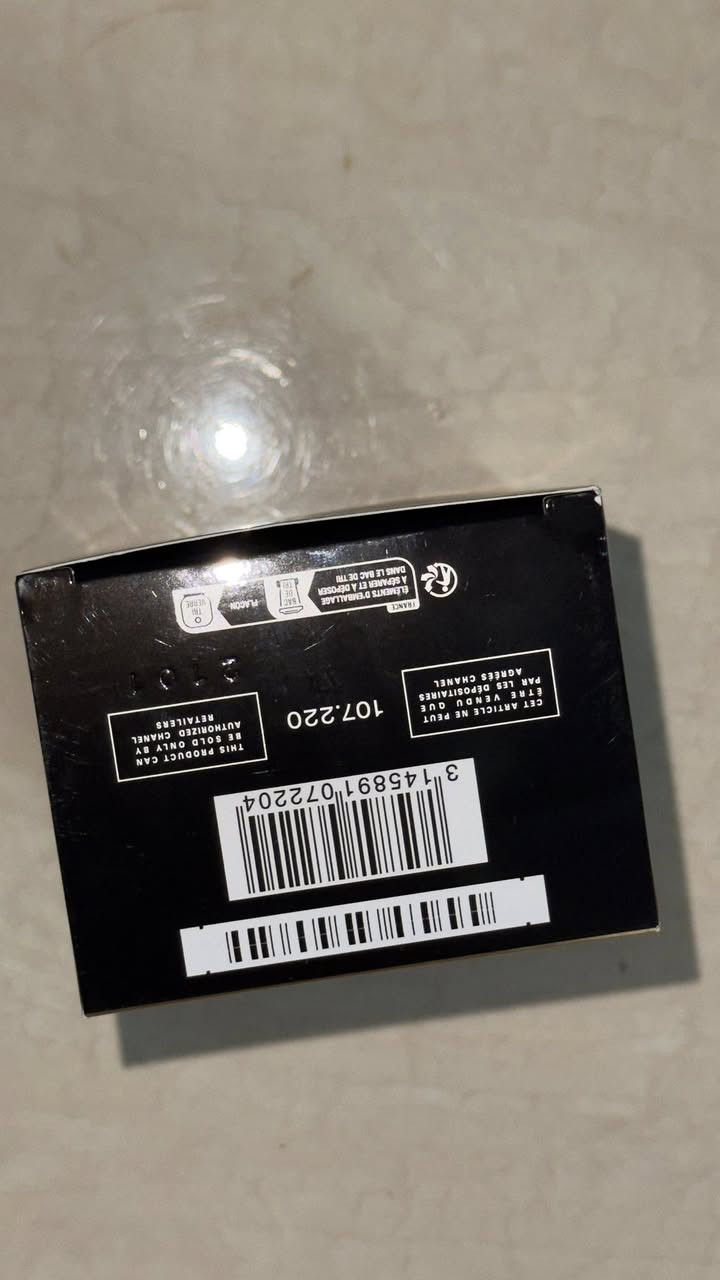 3 145891 072204
CET ARTICLE NE PEUT
ÊTRE VENDU QUE
PAR LES DÉPOSITAIRES
AGRÉES CHANEL
107.220
THIS PRODUCT CAN
BE SOLD ONLY BY
AUTHORIZED CHANEL
RETAILERS
FRANCE
ÉLÉMENTS D'EMBALLAGE
À SÉPARER ET À DÉPOSER
DANS LE BAC DE TRI
BAC
DE
TRI
FLACON
TRI
VERRE